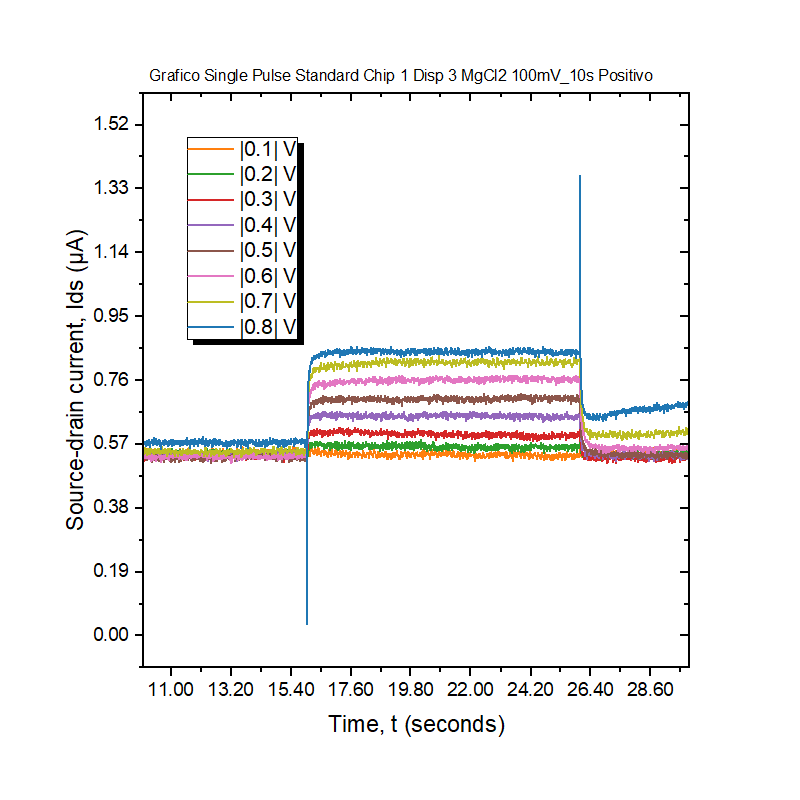 Grafico Single Pulse Standard Chip 1 Disp 3 MgCl2 100mV_10s Positivo
1.52
1.33
1.14
0.95
0.76
0.57
0.38
0.19
0.00
Source-drain current, Ids (µA)
|0.1| V
|0.2| V
|0.3| V
|0.4| V
|0.5| V
|0.6| V
|0.7| V
|0.8| V
11.00 13.20 15.40 17.60 19.80 22.00 24.20 26.40 28.60
Time, t (seconds)